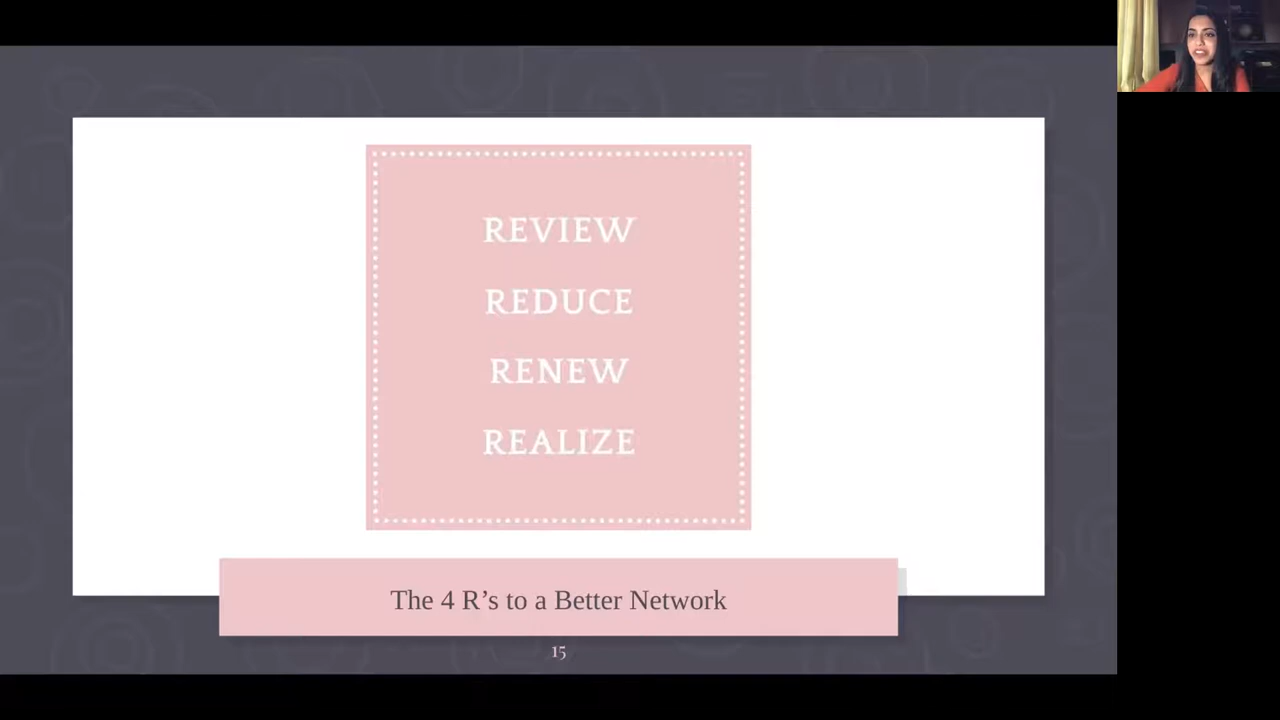 REVIEW
REDUCE
RENEW
REALIZE
The 4 R’s to a Better Network
15